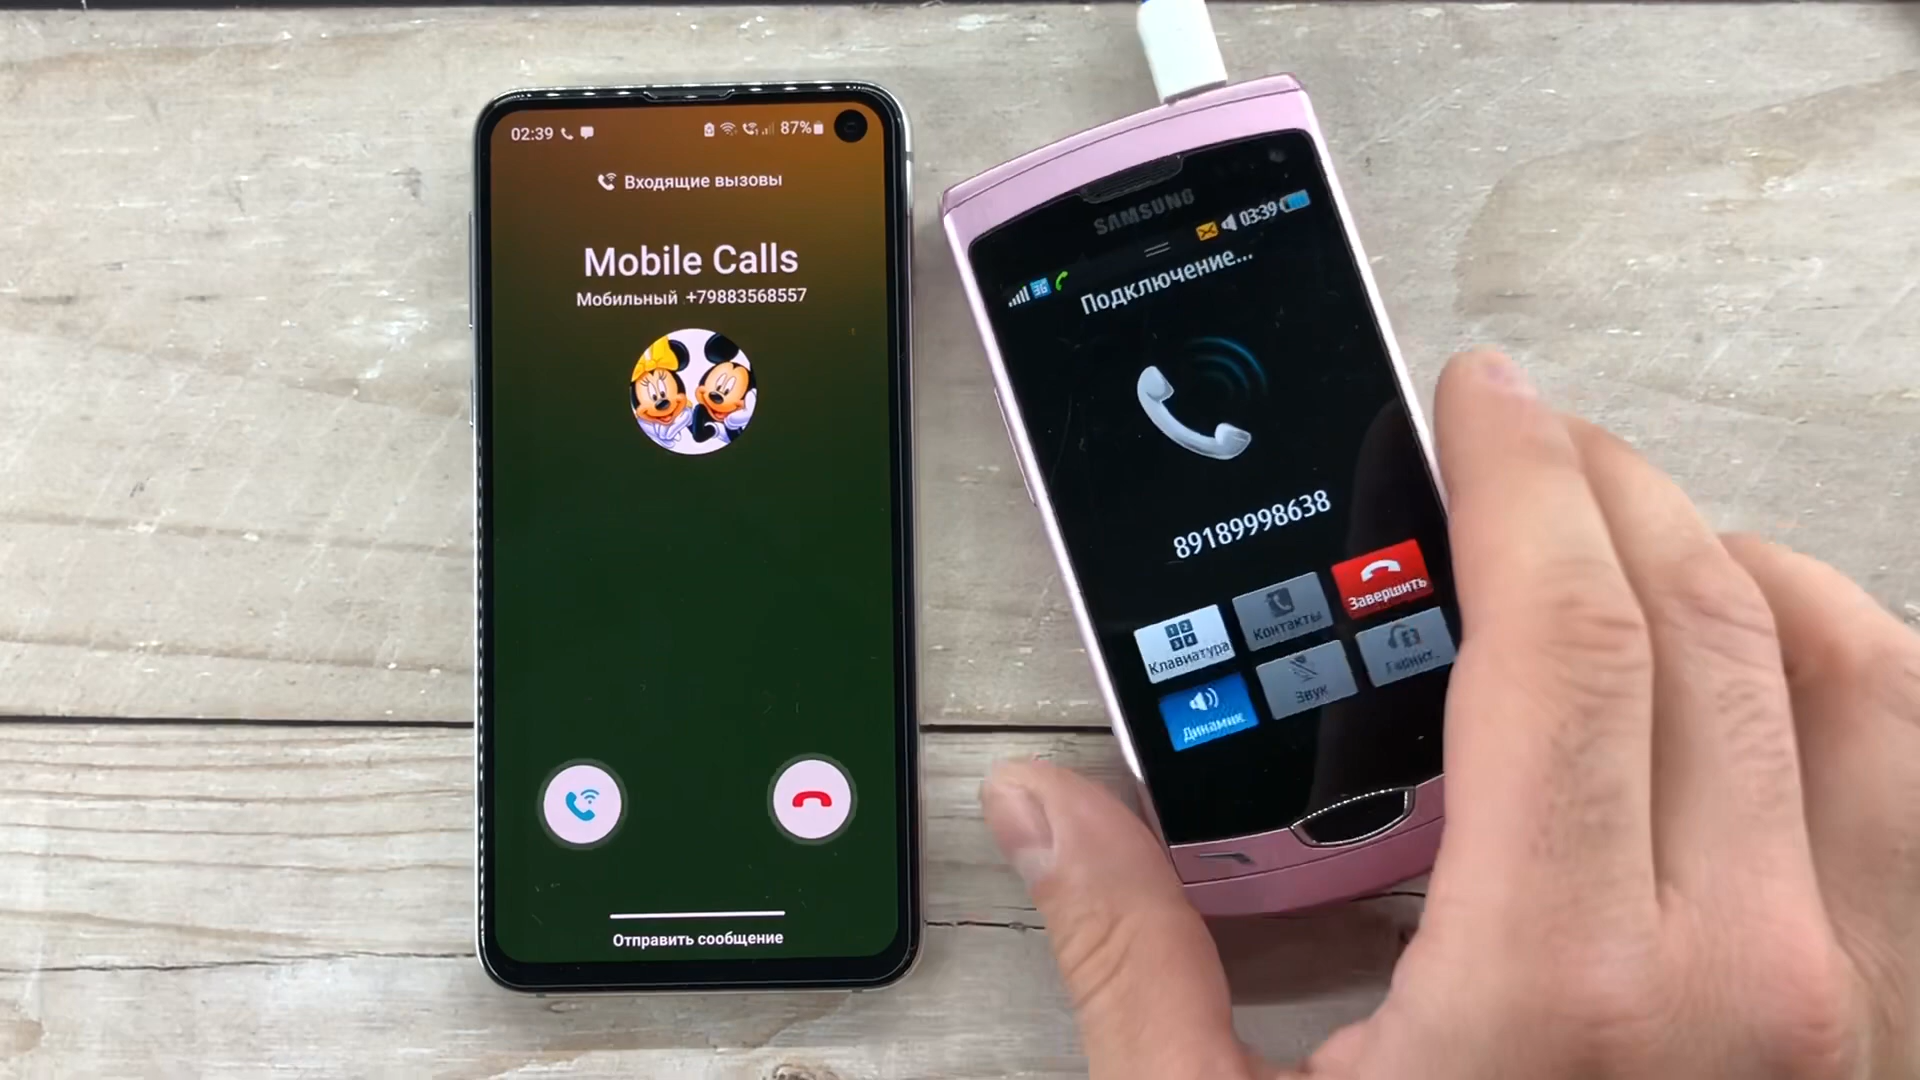 02:39
87%
Входящие вызовы
Mobile Calls
Мобильный +79883568557
Отправить сообщение
SAMSUNG
03:39
3G
Подключение...
89189998638
Клавиатура
Контакты
Завершить
Динамик
Звук